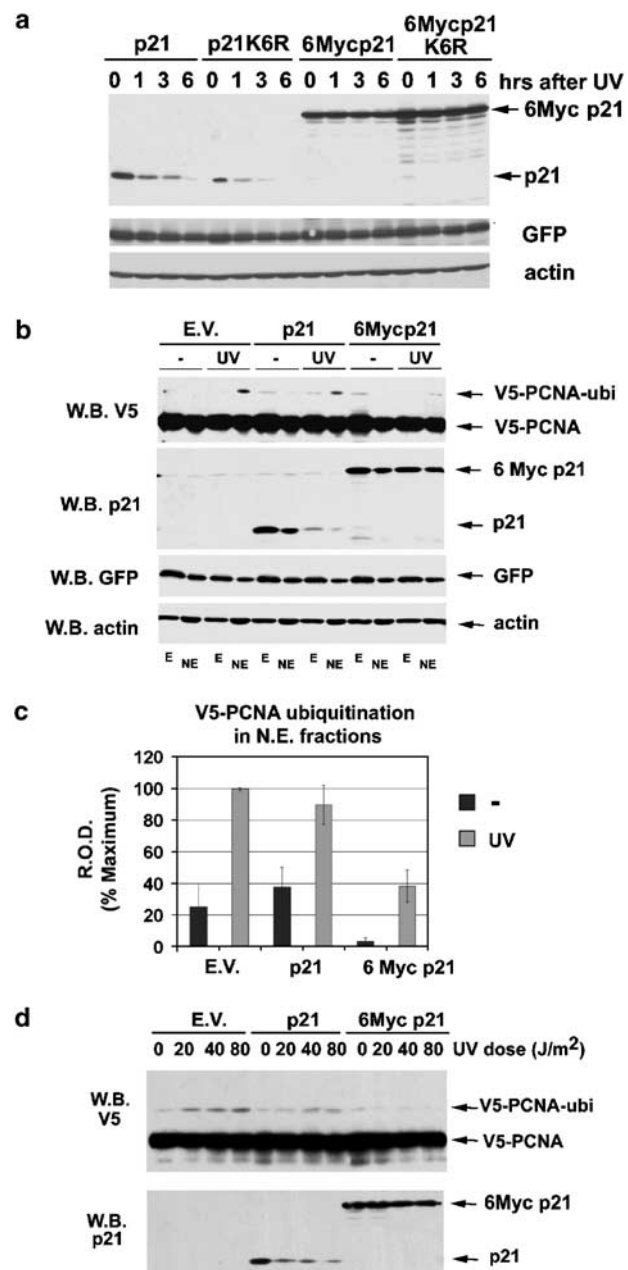 a
p21 p21K6R 6Mycp21 6Mycp21 K6R
0 1 3 6 0 1 3 6 0 1 3 6 0 1 3 6 hrs after UV
6Myc p21
p21
GFP
actin
b
E.V. p21 6Mycp21
- UV - UV - UV
W.B. V5
V5-PCNA-ubi
V5-PCNA
W.B. p21
6 Myc p21
p21
W.B. GFP GFP
W.B. actin actin
E NE E NE E NE E NE E NE E NE
c
V5-PCNA ubiquitination
in N.E. fractions
R.O.D.
(% Maximum)
120
100
80
60
40
20
0
E.V. p21 6 Myc p21
-
UV
d
E.V. p21 6Myc p21
0 20 40 80 0 20 40 80 0 20 40 80 UV dose (J/m²)
W.B.
V5
V5-PCNA-ubi
V5-PCNA
W.B.
p21
6Myc p21
p21